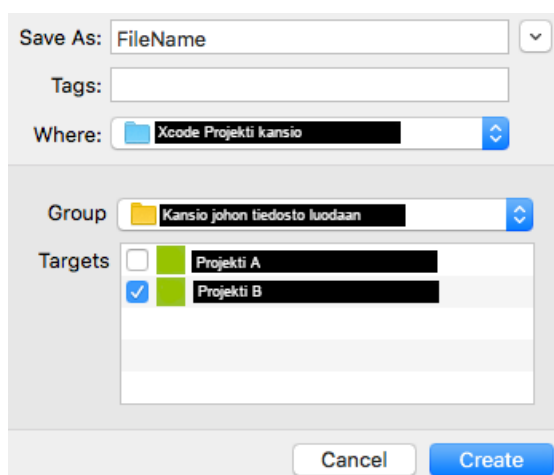 Save As: FileName
Tags:
Where: Xcode Projekti kansio
Group Kansio johon tiedosto luodaan
Targets Projekti A
Projekti B
Cancel Create